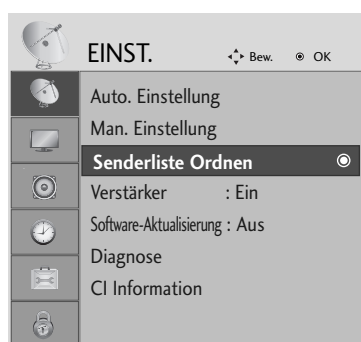 EINST. Bew. OK
Auto. Einstellung
Man. Einstellung
Senderliste Ordnen
Verstärker : Ein
Software-Aktualisierung : Aus
Diagnose
CI Information